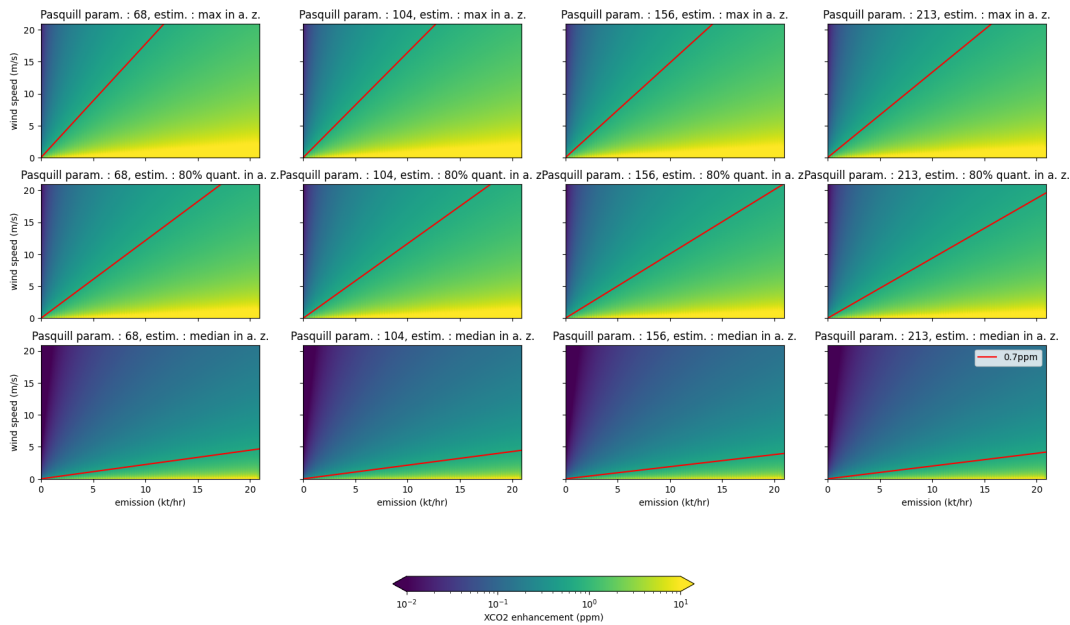 Pasquill param. : 68, estim. : max in a. z.
Pasquill param. : 104, estim. : max in a. z.
Pasquill param. : 156, estim. : max in a. z.
Pasquill param. : 213, estim. : max in a. z.
20
15
10
5
0
wind speed (m/s)
Pasquill param. : 68, estim. : 80% quant. in a. z.
Pasquill param. : 104, estim. : 80% quant. in a. z.
Pasquill param. : 156, estim. : 80% quant. in a. z.
Pasquill param. : 213, estim. : 80% quant. in a. z.
20
15
10
5
0
wind speed (m/s)
Pasquill param. : 68, estim. : median in a. z.
Pasquill param. : 104, estim. : median in a. z.
Pasquill param. : 156, estim. : median in a. z.
Pasquill param. : 213, estim. : median in a. z.
0.7ppm
20
15
10
5
0
wind speed (m/s)
0 5 10 15 20
0 5 10 15 20
0 5 10 15 20
0 5 10 15 20
emission (kt/hr)
emission (kt/hr)
emission (kt/hr)
emission (kt/hr)
10⁻² 10⁻¹ 10⁰ 10¹
XCO2 enhancement (ppm)